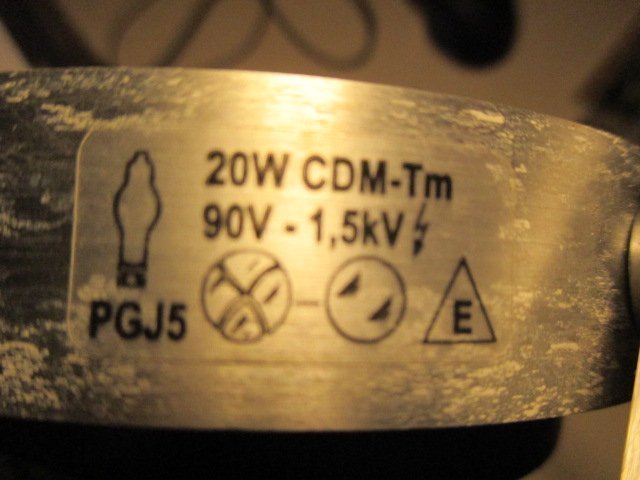 20W CDM-Tm
90V - 1,5kV
PGJ5
E